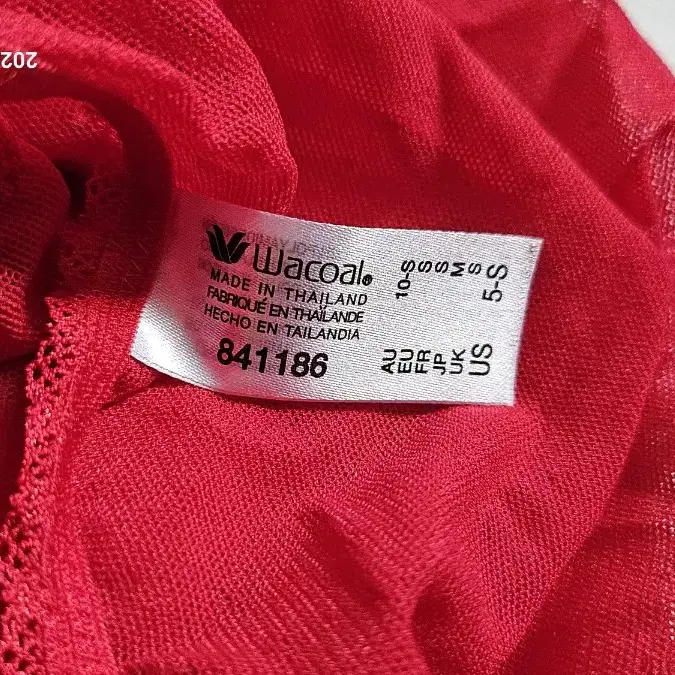 202
Wacoal®
MADE IN THAILAND
FABRIQUÉ EN THAÏLANDE
HECHO EN TAILANDIA
841186
AU 10-S
EU S
FR S
JP M
UK S
US 5-S